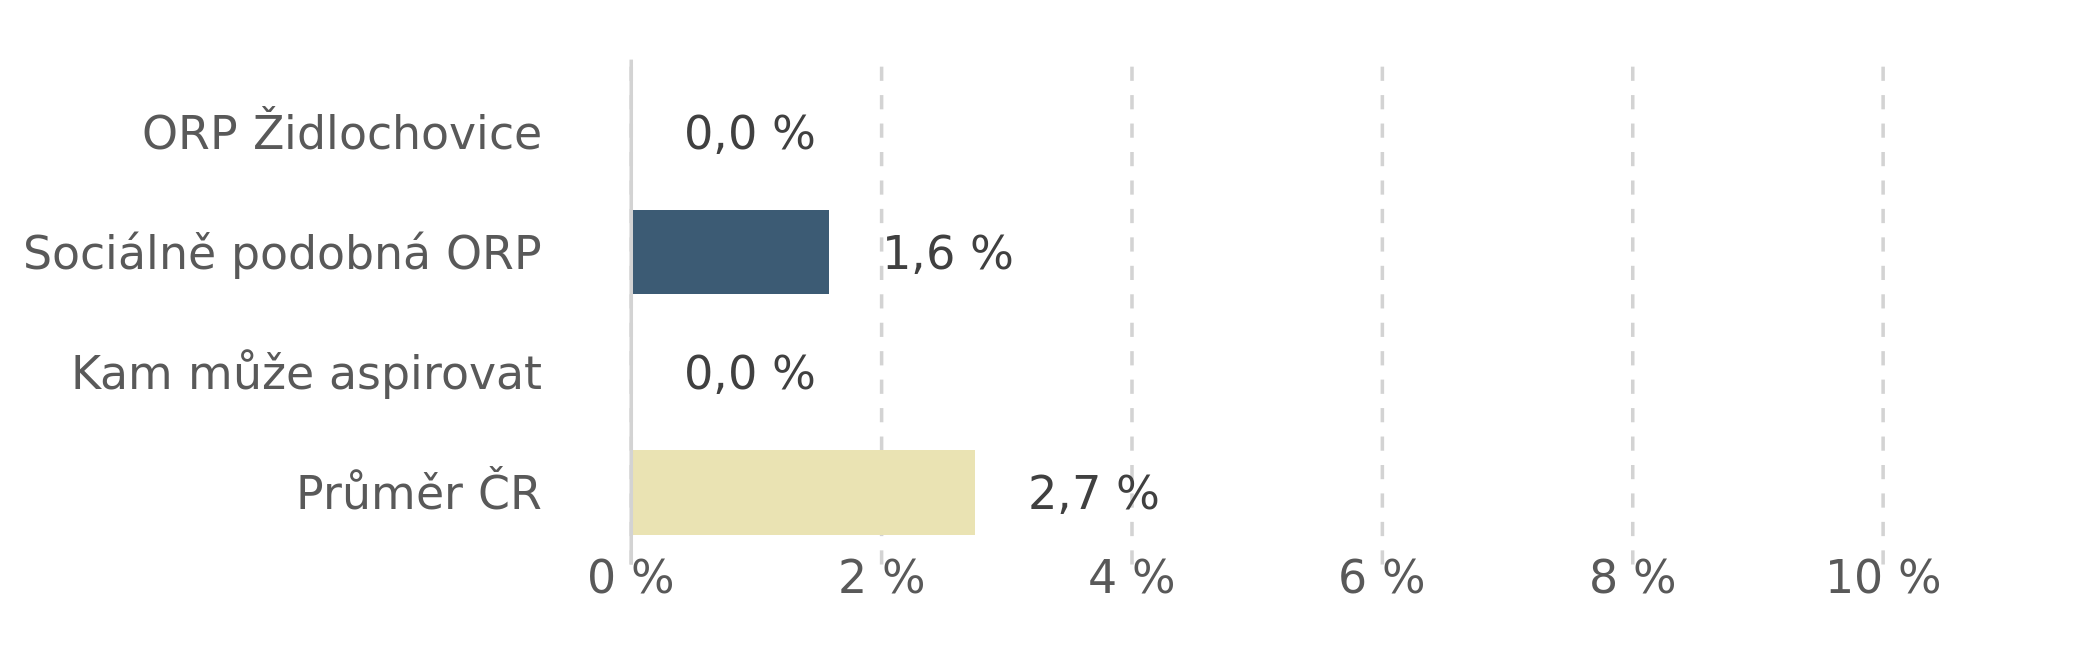 ORP Židlochovice 0,0 %
Sociálně podobná ORP 1,6 %
Kam může aspirovat 0,0 %
Průměr ČR 2,7 %
0 % 2 % 4 % 6 % 8 % 10 %